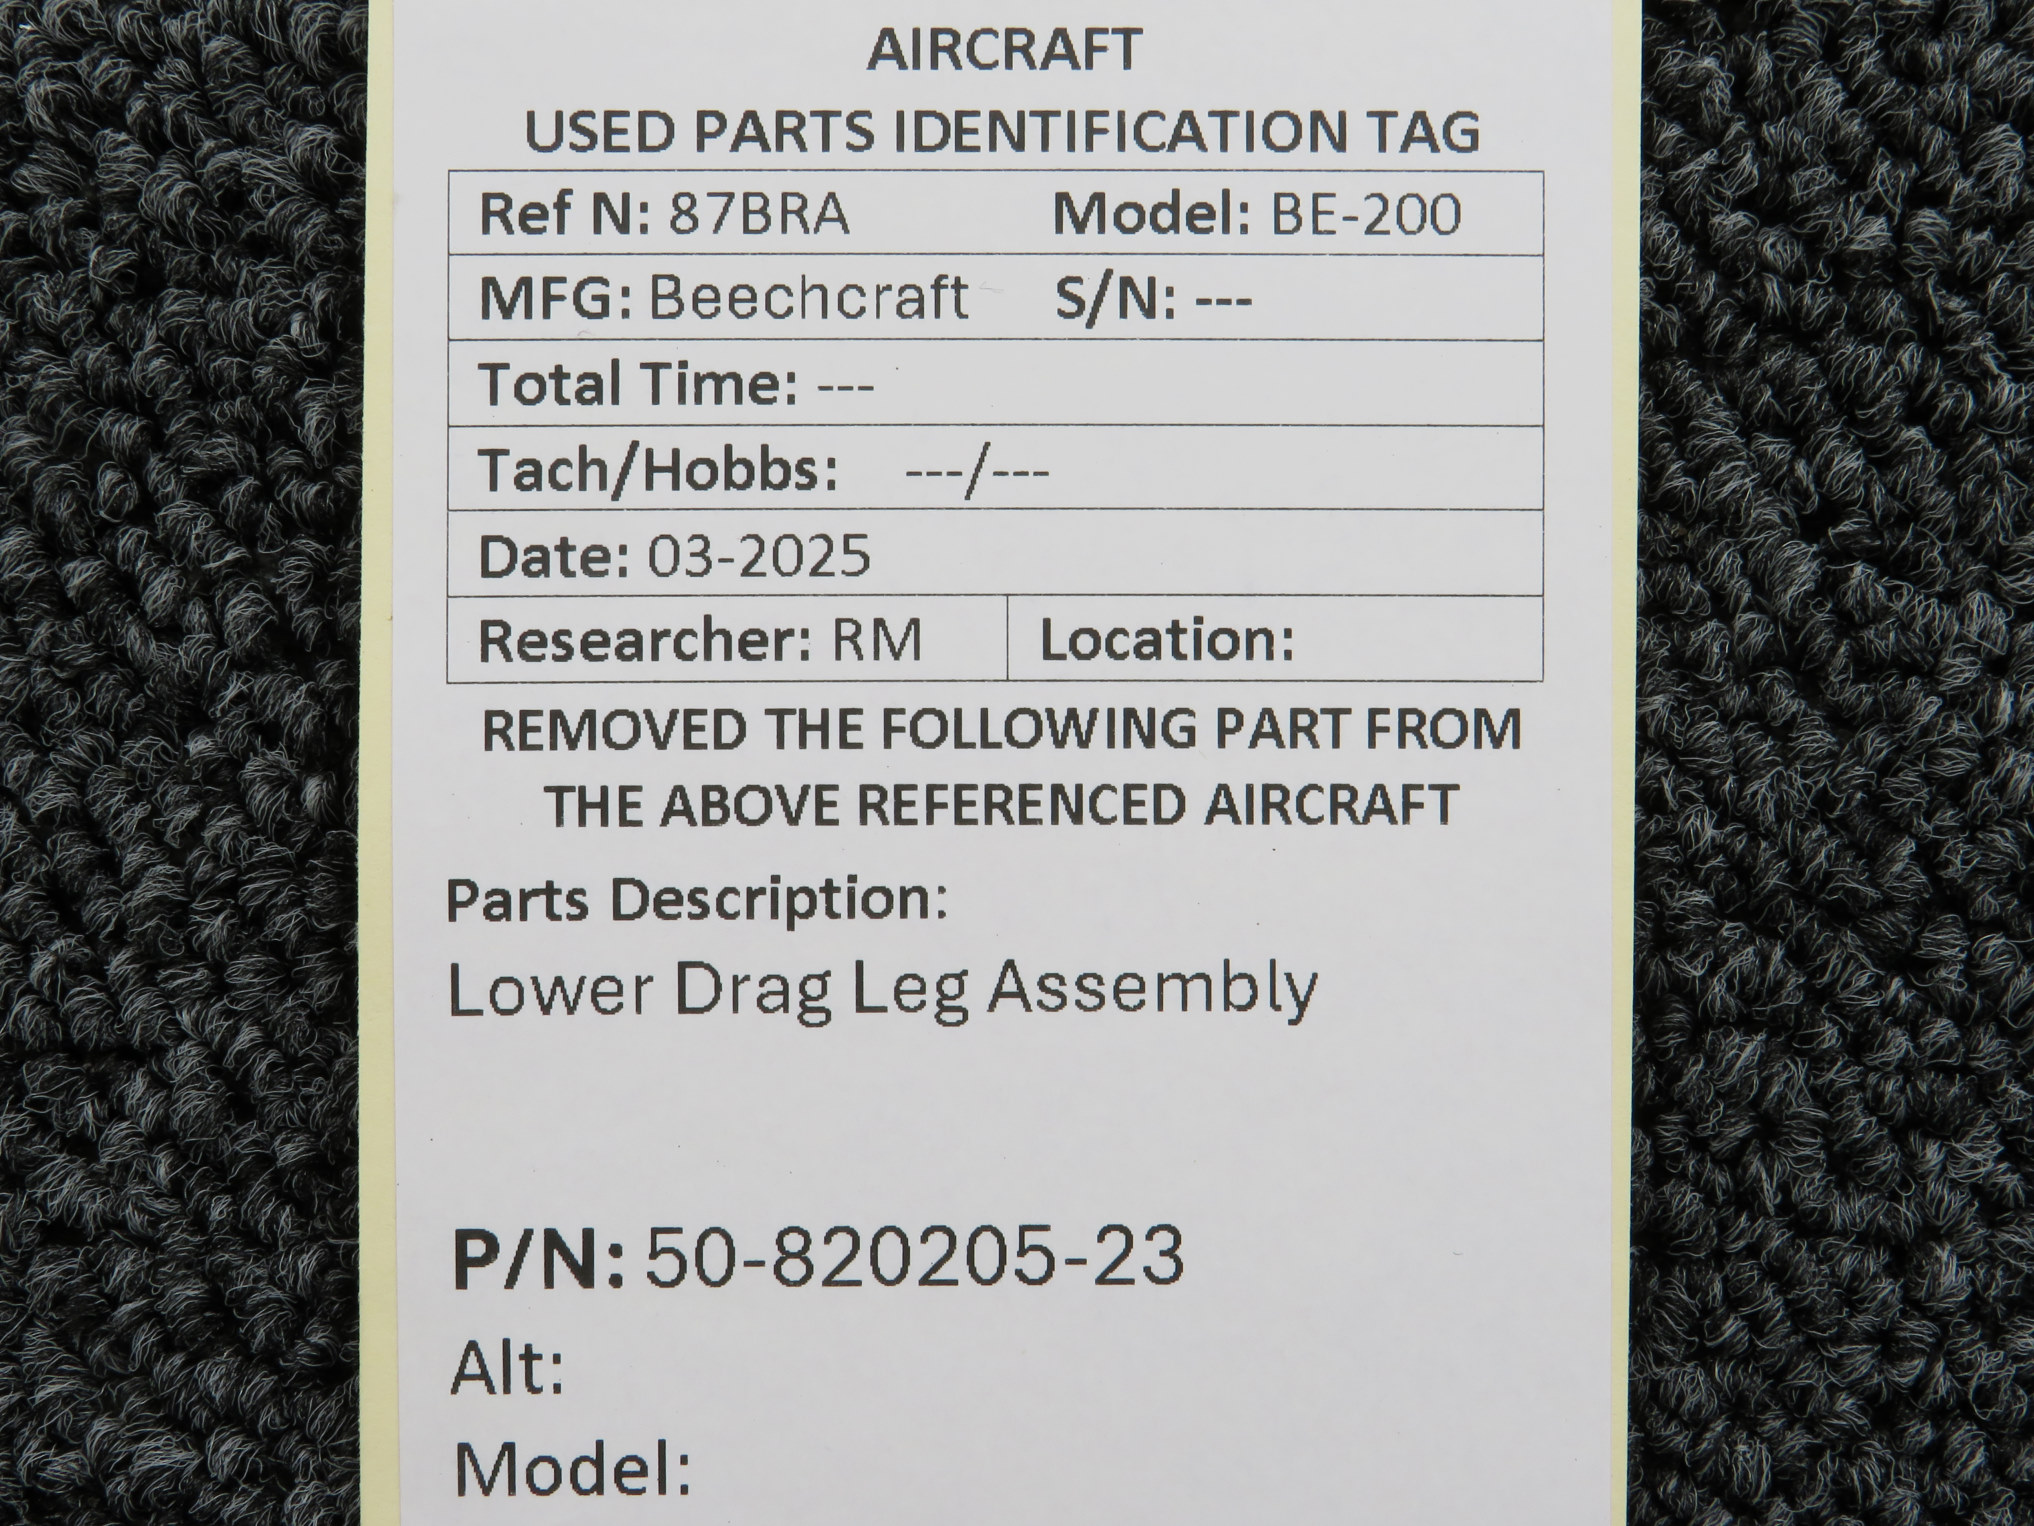 AIRCRAFT
USED PARTS IDENTIFICATION TAG
Ref N: 87BRA Model: BE-200
MFG: Beechcraft S/N: ---
Total Time: ---
Tach/Hobbs: ---/---
Date: 03-2025
Researcher: RM Location:
REMOVED THE FOLLOWING PART FROM
THE ABOVE REFERENCED AIRCRAFT
Parts Description:
Lower Drag Leg Assembly
P/N: 50-820205-23
Alt:
Model: